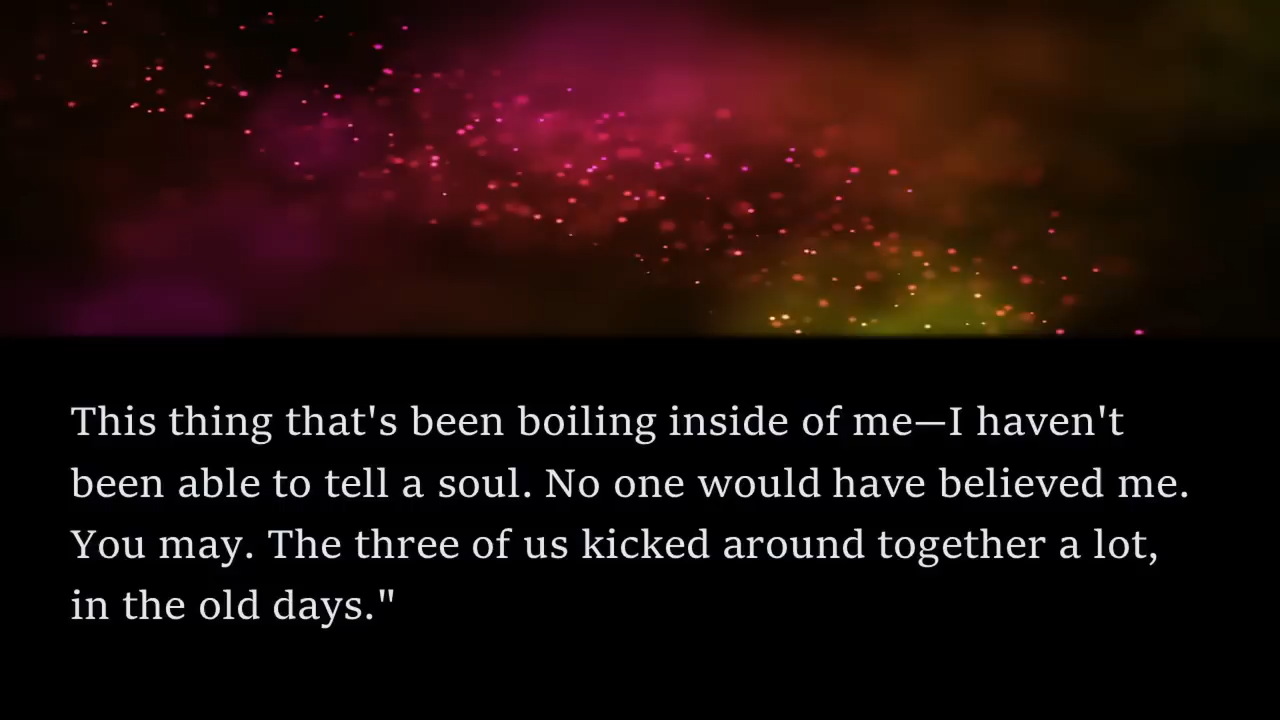 This thing that's been boiling inside of me—I haven't
been able to tell a soul. No one would have believed me.
You may. The three of us kicked around together a lot,
in the old days."